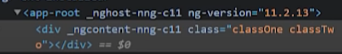 ▼<app-root _nghost-nng-c11 ng-version="11.2.13">
<div _ngcontent-nng-c11 class="classOne classTw
o"></div> == $0